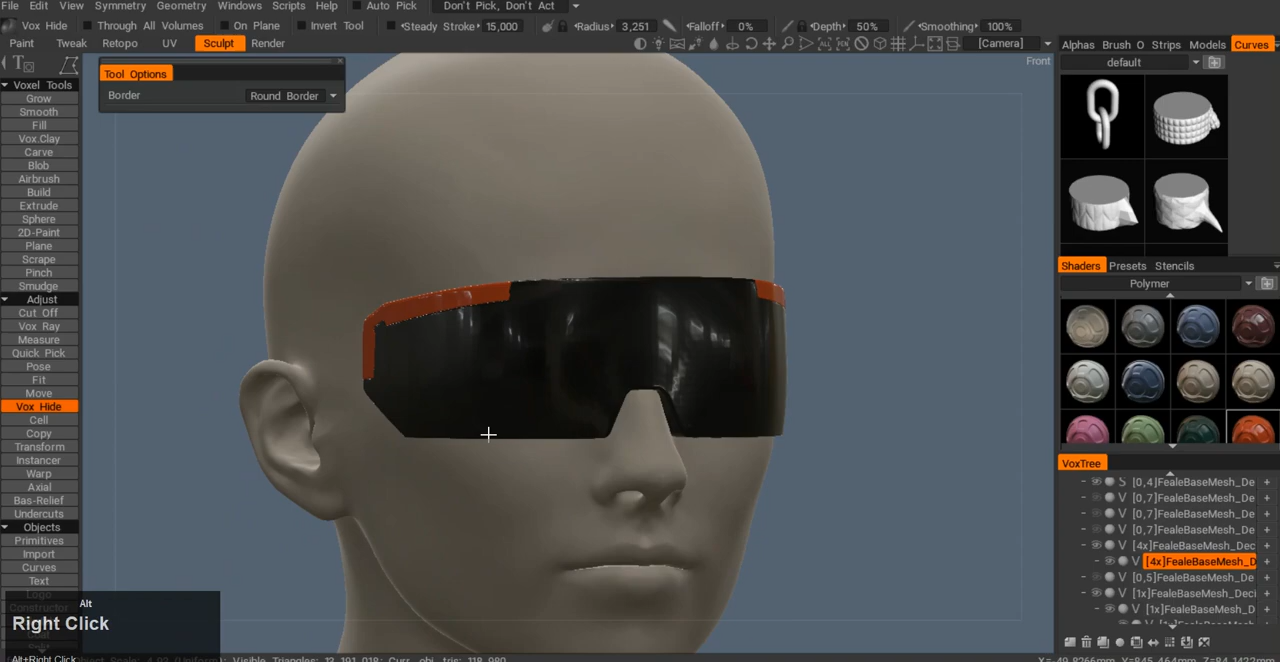 File Edit View Symmetry Geometry Windows Scripts Help Auto Pick Don't Pick, Don't Act
Vox Hide Through All Volumes On Plane Invert Tool Steady Stroke 15,000 Radius 3,251 Falloff 0% Depth 50% Smoothing 100%
Paint Tweak Retopo UV Sculpt Render [Camera]
Alphas Brush O Strips Models Curves
default
Front
Tool Options
Border Round Border
Voxel Tools
Grow
Smooth
Fill
Vox Clay
Carve
Blob
Airbrush
Build
Extrude
Sphere
2D-Paint
Plane
Scrape
Pinch
Smudge
Adjust
Cut Off
Vox Ray
Measure
Quick Pick
Pose
Fit
Move
Vox Hide
Cell
Copy
Transform
Instancer
Warp
Axial
Bas-Relief
Undercuts
Objects
Primitives
Import
Curves
Text
Logo
Constructor
Shaders Presets Stencils
Polymer
VoxTree
S [0,4]FealeBaseMesh_De +
V [0,7]FealeBaseMesh_De +
V [0,7]FealeBaseMesh_De +
V [0,7]FealeBaseMesh_De +
V [4x]FealeBaseMesh_Dec +
V [4x]FealeBaseMesh_D +
V [0,5]FealeBaseMesh_De +
V [1x]FealeBaseMesh_Deci +
V [1x]FealeBaseMesh_D +
Alt
Right Click
Alt+Right Click